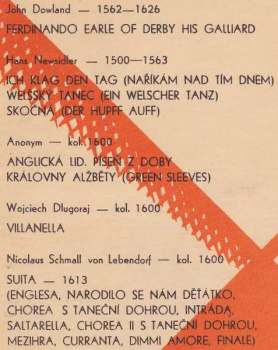 John Dowland — 1562—1626
FERDINANDO EARLE OF DERBY HIS GALLIARD
Hans Newsidler — 1500—1563
ICH KLAG DEN TAG (NAŘÍKÁM NAD TÍM DNEM)
WELŠSKÝ TANEC (EIN WELSCHER TANZ)
SKOČNÁ (DER HUPFF AUFF)
Anonym — kol. 1600
ANGLICKÁ LID. PÍSEŇ Z DOBY
KRÁLOVNY ALŽBĚTY (GREEN SLEEVES)
Wojciech Dlugoraj — kol. 1600
VILLANELLA
Nicolaus Schmall von Lebendorf — kol. 1600
SUITA — 1613
(ENGLESA, NARODILO SE NÁM DĚŤÁTKO,
CHOREA S TANEČNÍ DOHROU, INTRÁDA,
SALTARELLA, CHOREA II S TANEČNÍ DOHROU,
MEZIHRA, CURRANTA, DIMMI AMORE, FINALE)